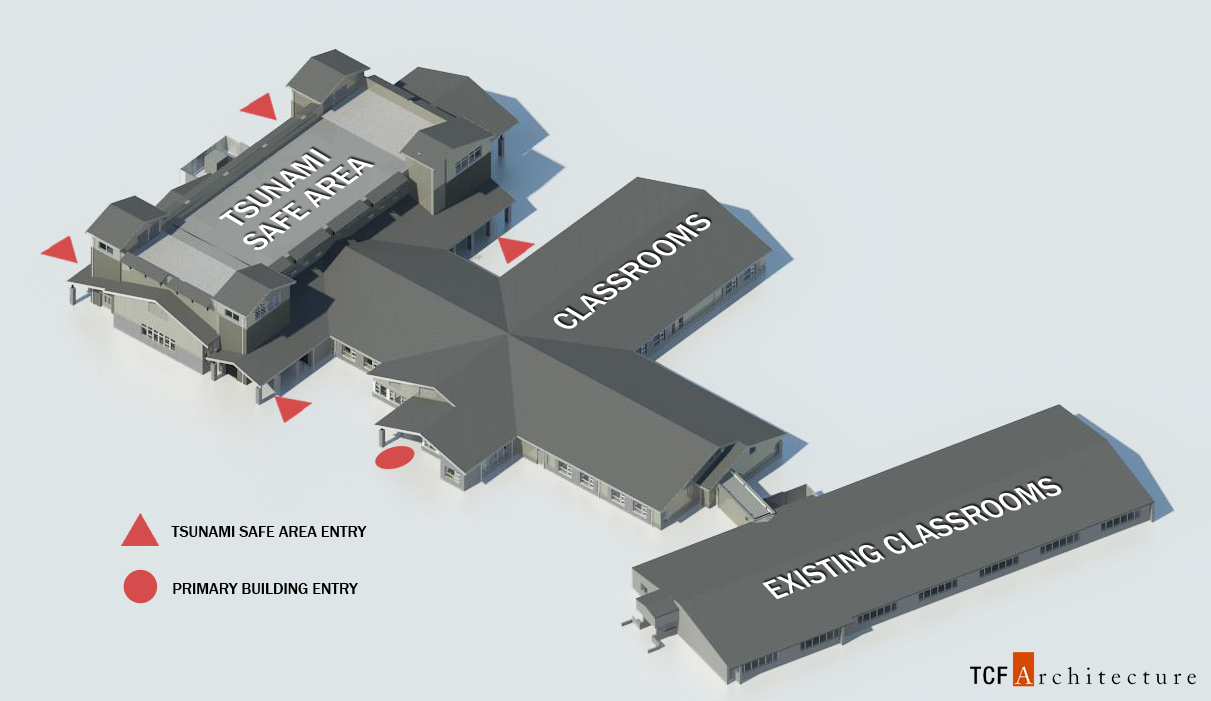 TSUNAMI
SAFE AREA
CLASSROOMS
EXISTING CLASSROOMS
TSUNAMI SAFE AREA ENTRY
PRIMARY BUILDING ENTRY
TCF Architecture